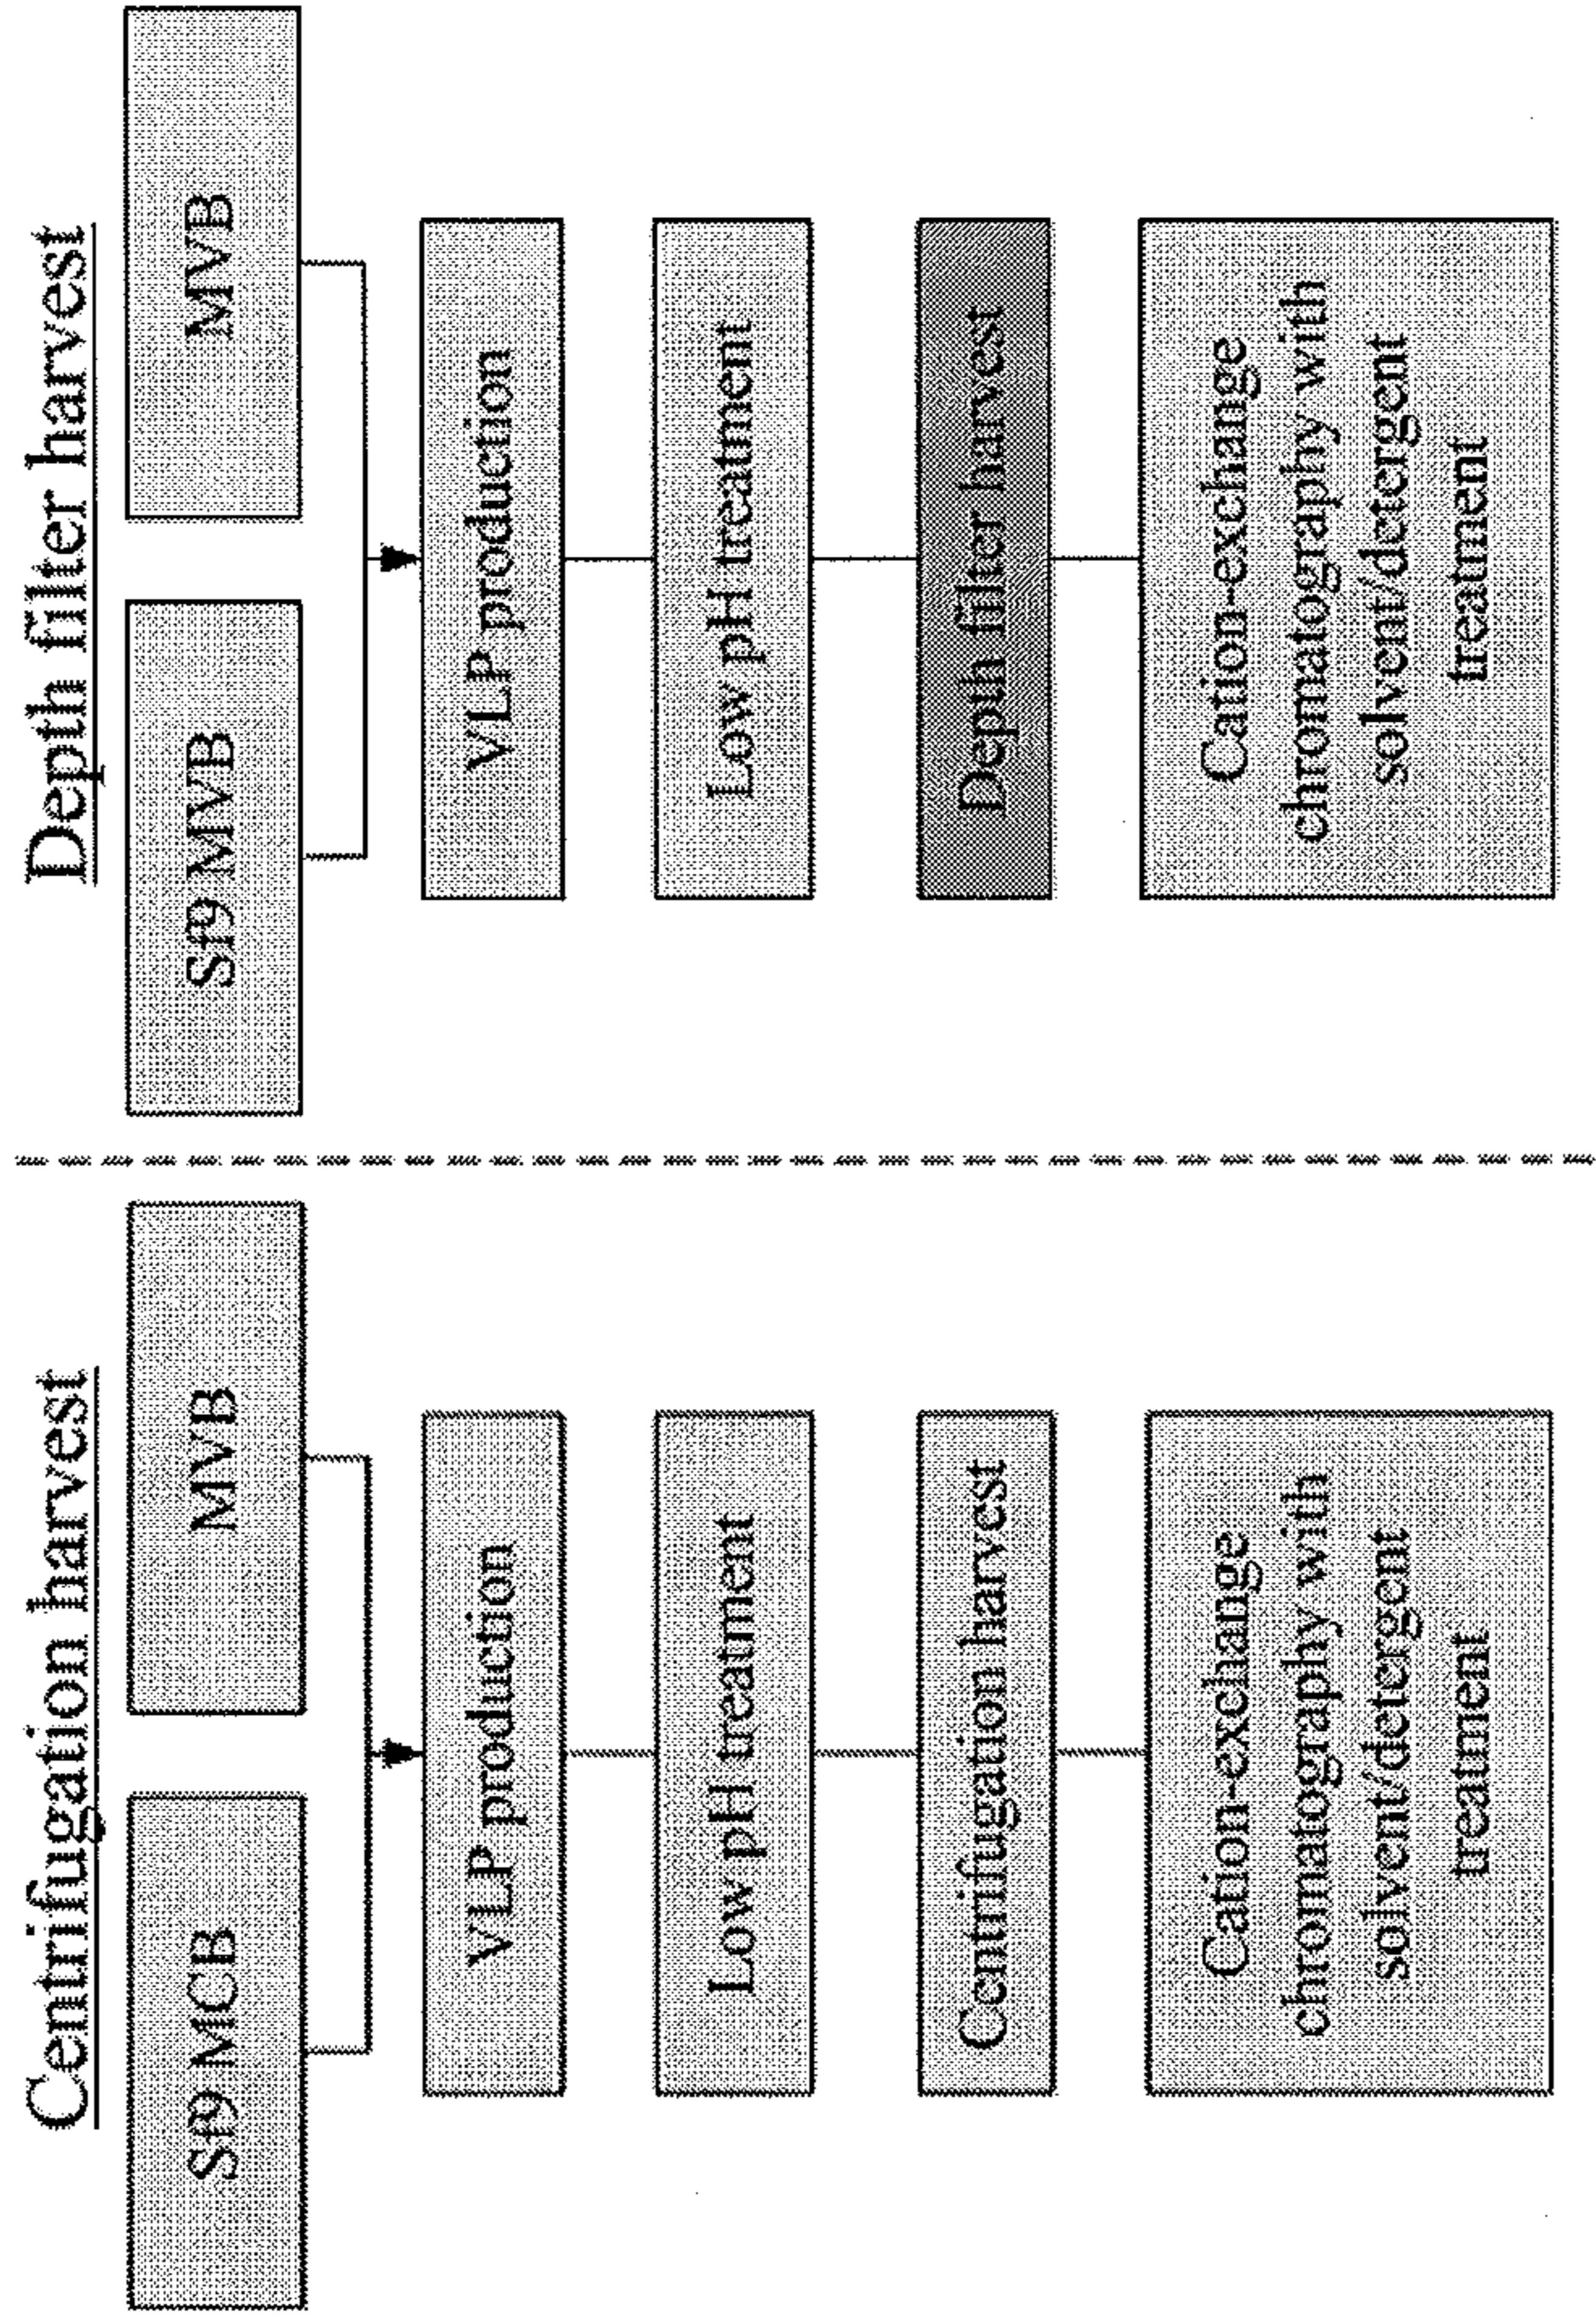 Centrifugation harvest
Sf9 MCB
MVB
VLP production
Low pH treatment
Centrifugation harvest
Cation-exchange
chromatography with
solvent/detergent
treatment
Depth filter harvest
Sf9 MVB
MVB
VLP production
Low pH treatment
Depth filter harvest
Cation-exchange
chromatography with
solvent/detergent
treatment